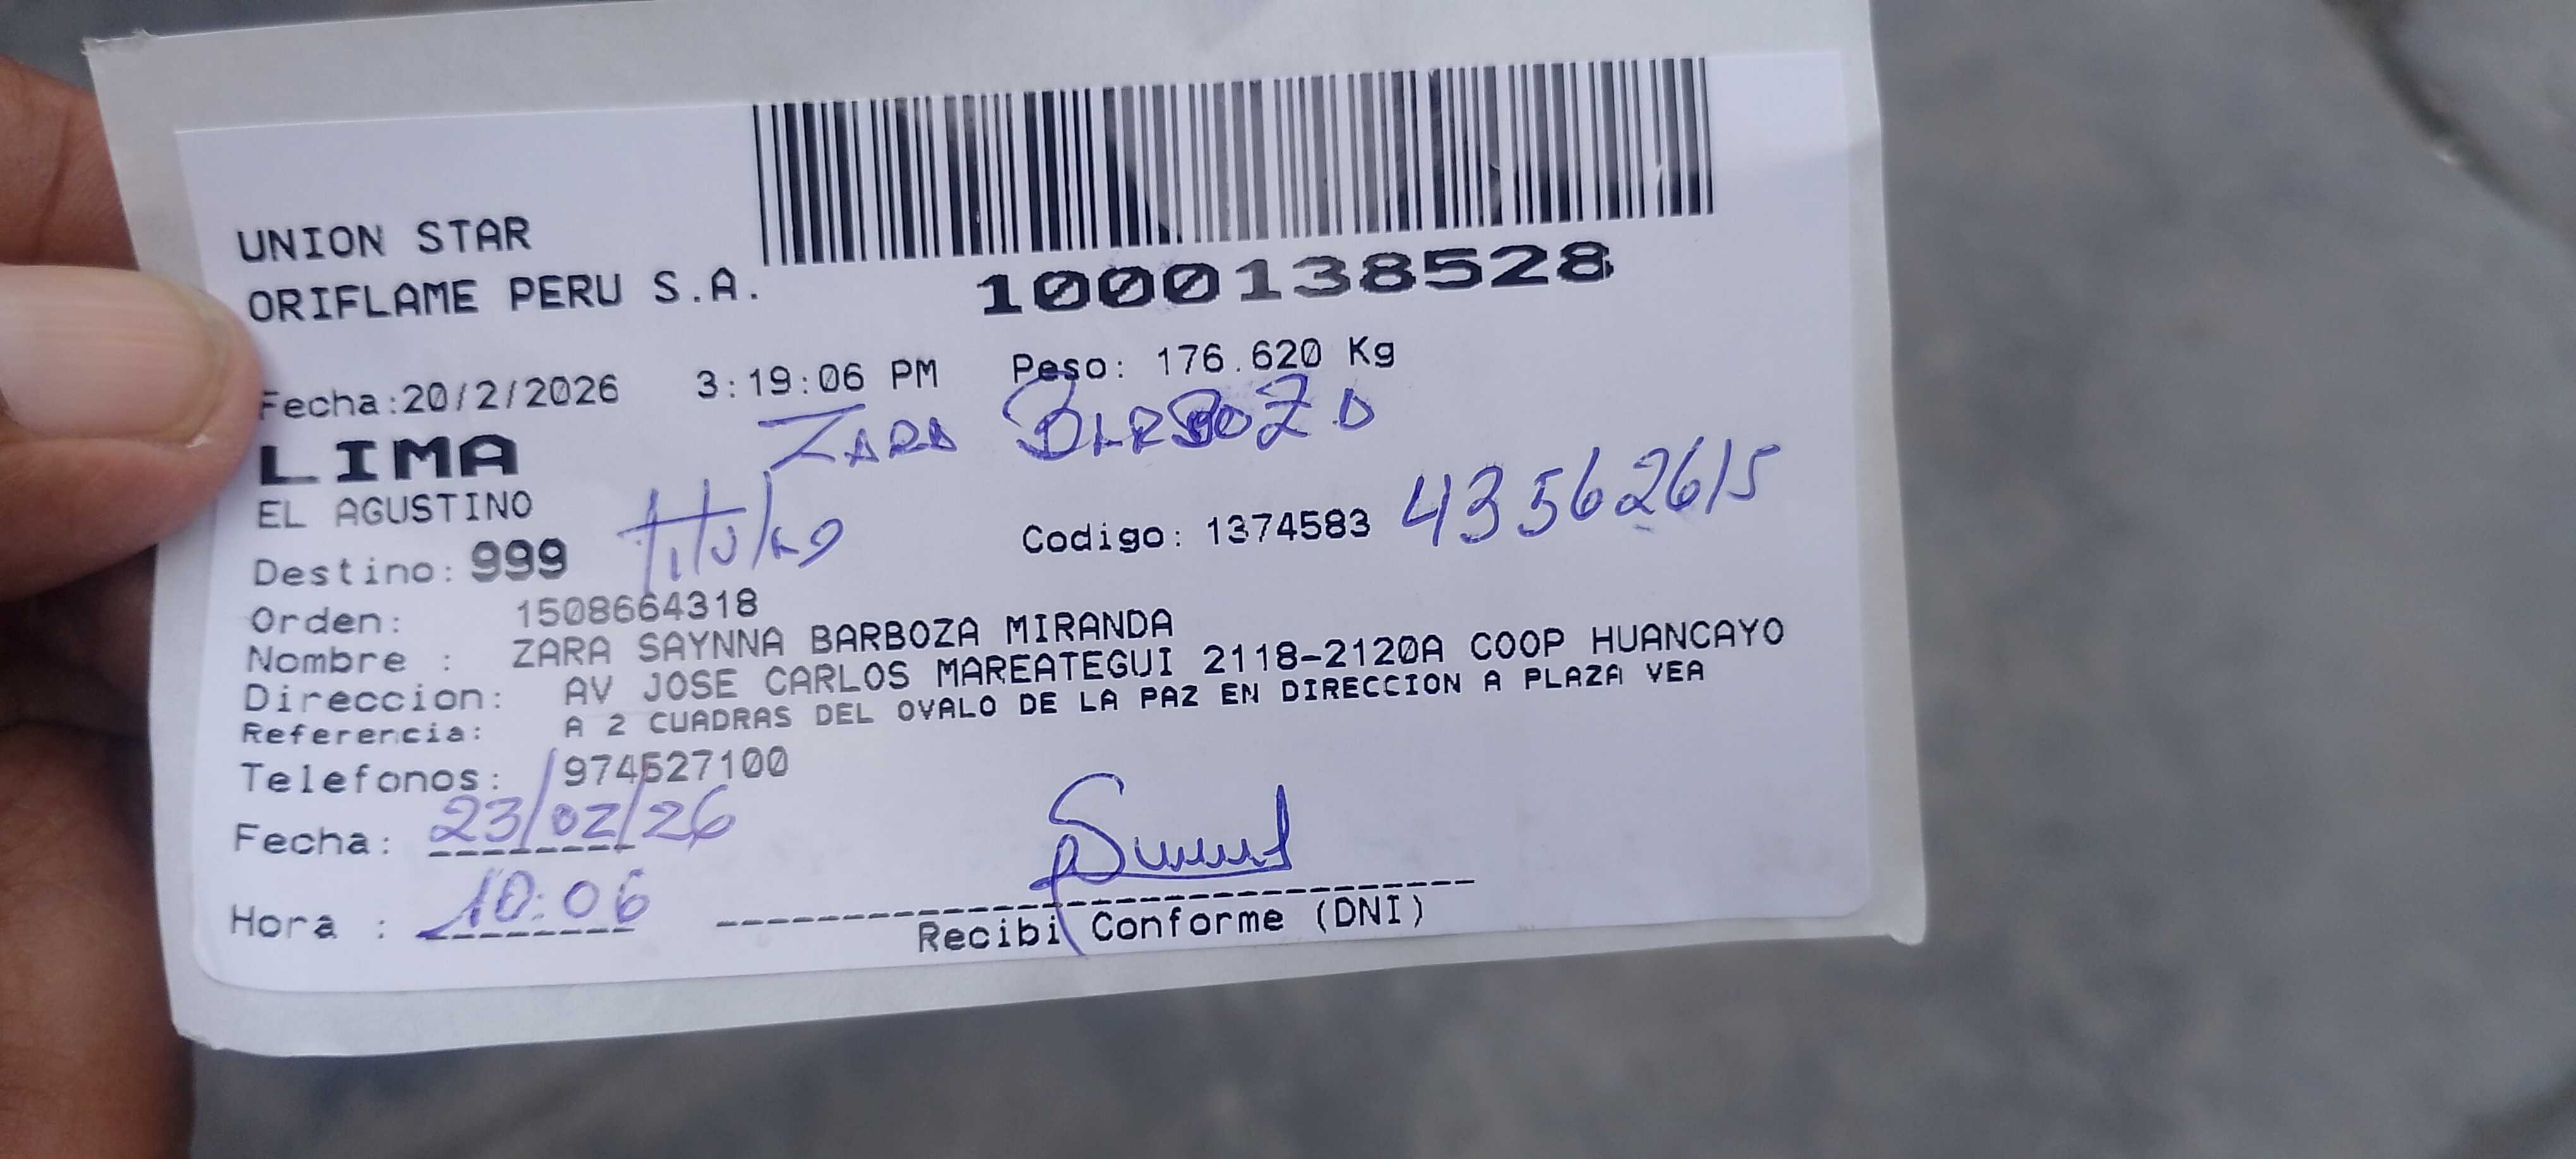 UNION STAR
ORIFLAME PERU S.A.
1000138528
Fecha:20/2/2026 3:19:06 PM Peso: 176.620 Kg
ZARA BARBOZA
LIMA
EL AGUSTINO
Destino: 999 titular Codigo: 1374583 43562615
Orden: 1508664318
Nombre : ZARA SAYNNA BARBOZA MIRANDA
Direccion: AV JOSE CARLOS MAREATEGUI 2118-2120A COOP HUANCAYO
Referencia: A 2 CUADRAS DEL OVALO DE LA PAZ EN DIRECCION A PLAZA VEA
Telefonos: 974527100
Fecha: 23/02/26
Hora : 10:06
Recibi Conforme (DNI)